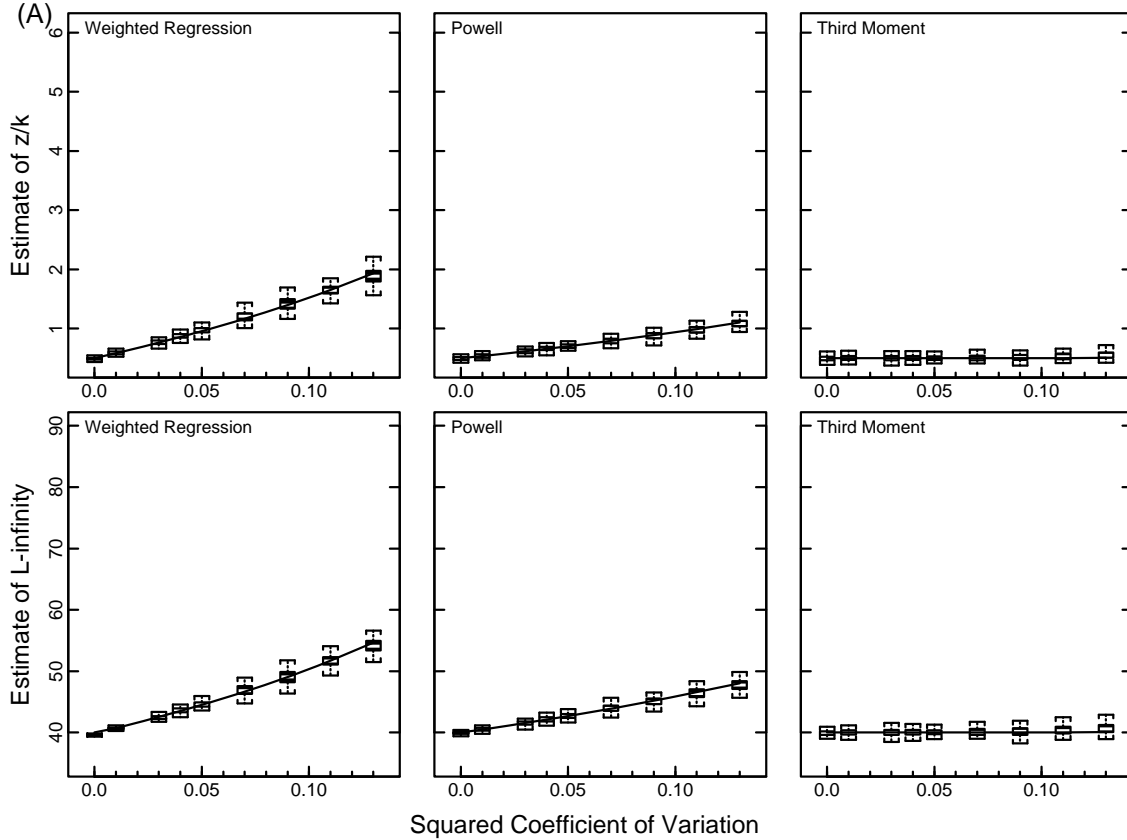 (A)
Weighted Regression
Powell
Third Moment
Estimate of z/k
6
5
4
3
2
1
0.0 0.05 0.10
0.0 0.05 0.10
0.0 0.05 0.10
Weighted Regression
Powell
Third Moment
Estimate of L-infinity
90
80
70
60
50
40
0.0 0.05 0.10
0.0 0.05 0.10
0.0 0.05 0.10
Squared Coefficient of Variation